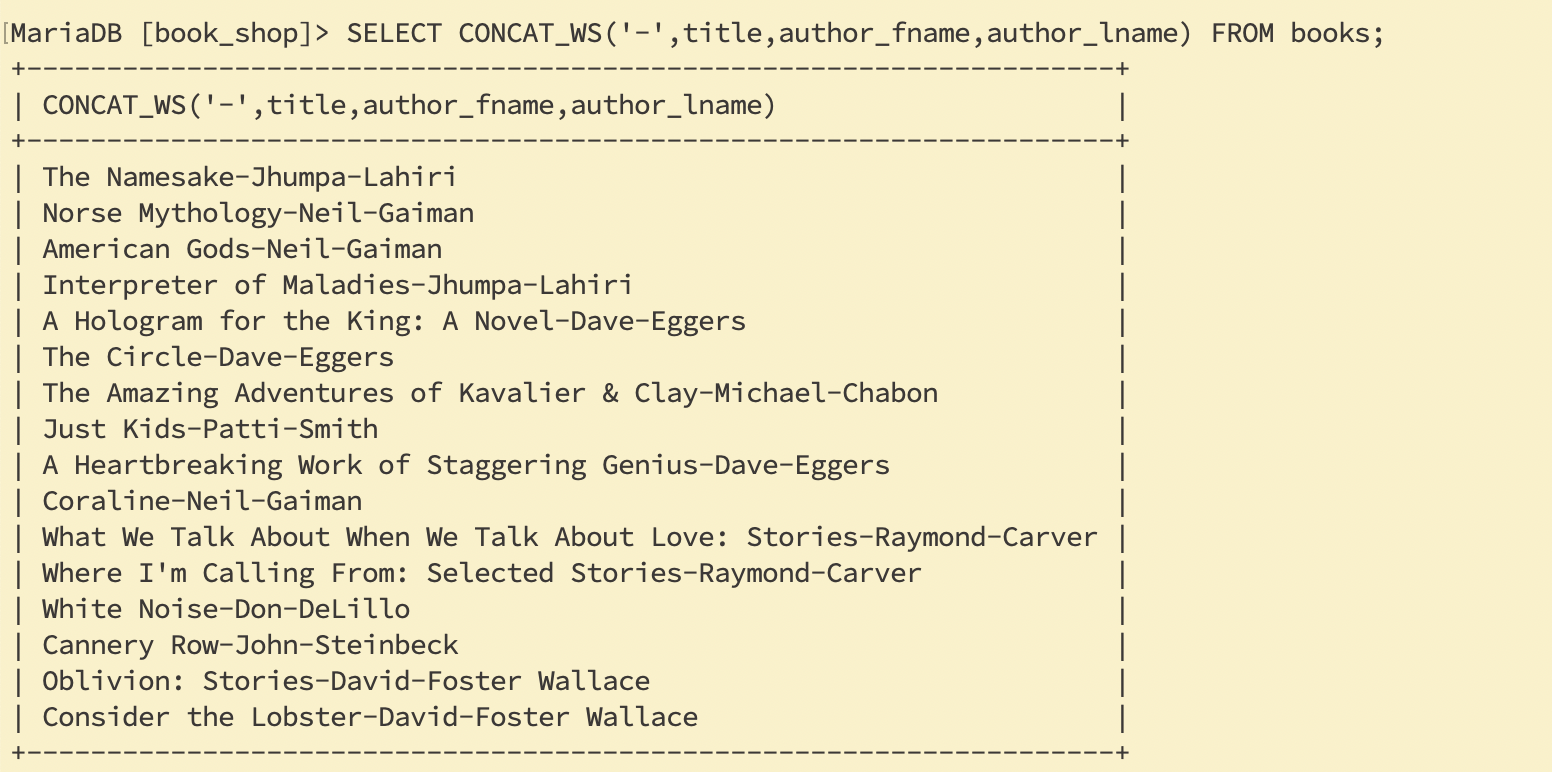 [MariaDB [book_shop]> SELECT CONCAT_WS('-',title,author_fname,author_lname) FROM books;
+--------------------------------------------------------------------+
| CONCAT_WS('-',title,author_fname,author_lname)                     |
+--------------------------------------------------------------------+
| The Namesake-Jhumpa-Lahiri                                         |
| Norse Mythology-Neil-Gaiman                                        |
| American Gods-Neil-Gaiman                                          |
| Interpreter of Maladies-Jhumpa-Lahiri                              |
| A Hologram for the King: A Novel-Dave-Eggers                       |
| The Circle-Dave-Eggers                                             |
| The Amazing Adventures of Kavalier & Clay-Michael-Chabon           |
| Just Kids-Patti-Smith                                              |
| A Heartbreaking Work of Staggering Genius-Dave-Eggers              |
| Coraline-Neil-Gaiman                                               |
| What We Talk About When We Talk About Love: Stories-Raymond-Carver |
| Where I'm Calling From: Selected Stories-Raymond-Carver            |
| White Noise-Don-DeLillo                                            |
| Cannery Row-John-Steinbeck                                         |
| Oblivion: Stories-David-Foster Wallace                             |
| Consider the Lobster-David-Foster Wallace                          |
+--------------------------------------------------------------------+